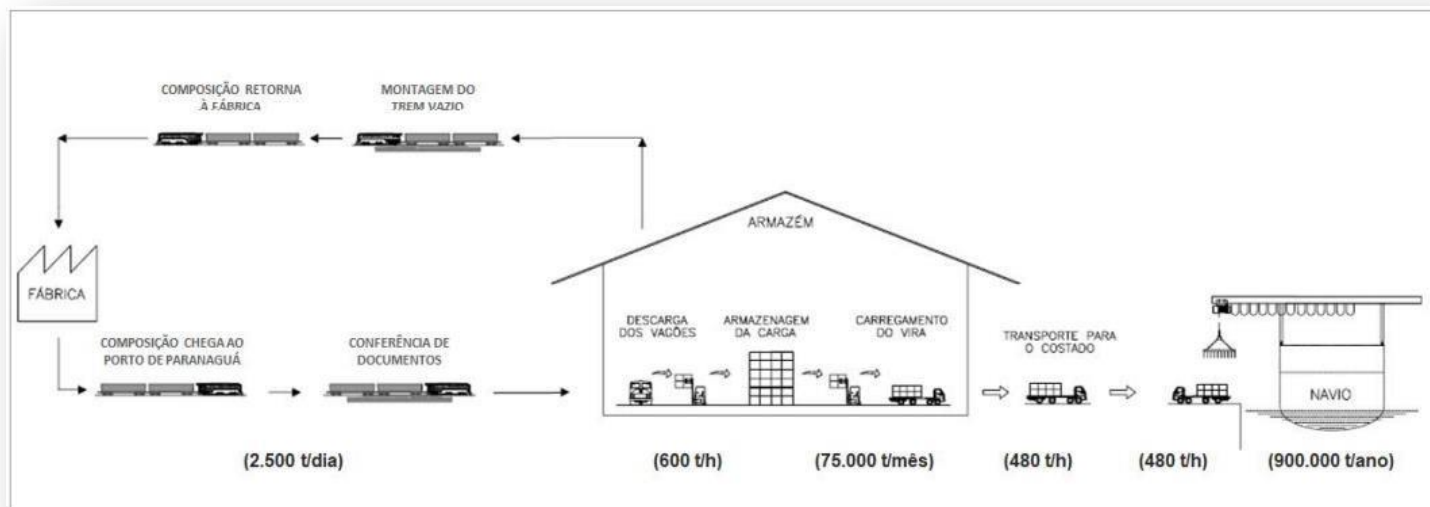 COMPOSIÇÃO RETORNA
À FÁBRICA
MONTAGEM DO
TREM VAZIO
ARMAZÉM
FÁBRICA
COMPOSIÇÃO CHEGA AO
PORTO DE PARANAGUÁ
CONFERÊNCIA DE
DOCUMENTOS
DESCARGA
DOS VAGÕES
ARMAZENAGEM
DA CARGA
CARREGAMENTO
DO VIRA
TRANSPORTE PARA
O COSTADO
NAVIO
(2.500 t/dia)
(600 t/h)
(75.000 t/mês)
(480 t/h)
(480 t/h)
(900.000 t/ano)